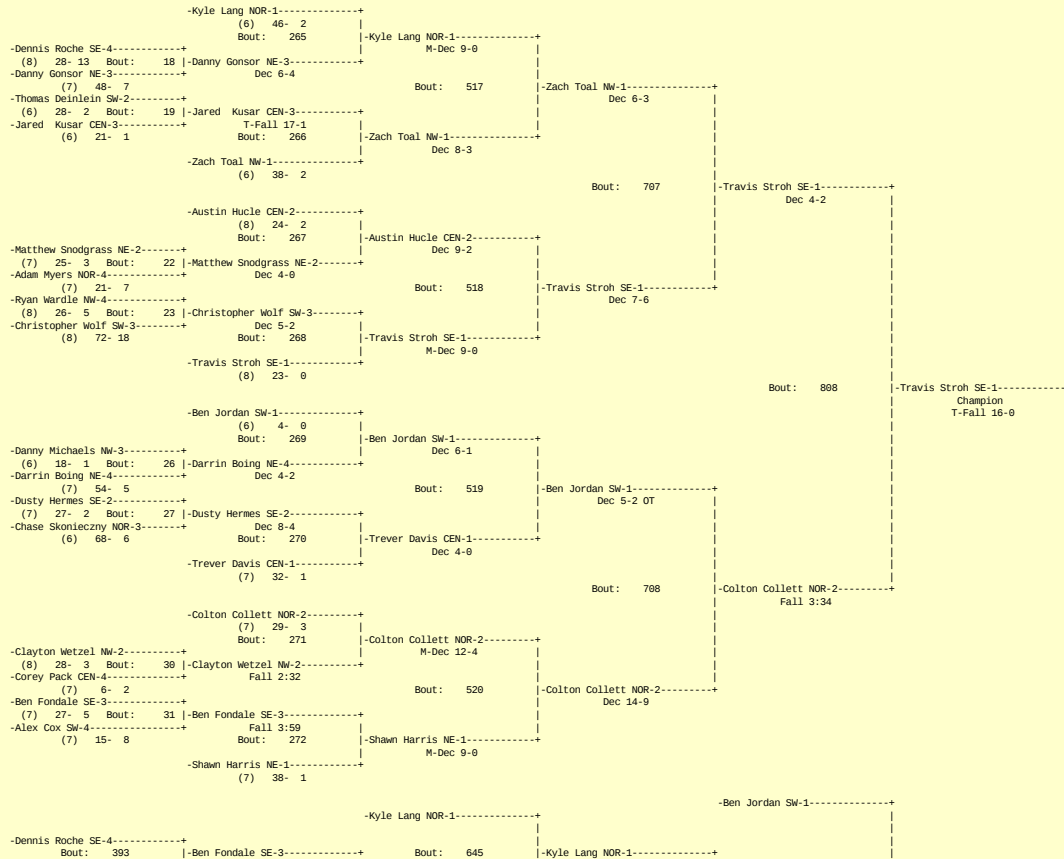 -Kyle Lang NOR-1--------------+
(6) 46- 2 |
Bout: 265 |-Kyle Lang NOR-1--------------+
-Dennis Roche SE-4------------+ | M-Dec 9-0 |
(8) 28- 13 Bout: 18 |-Danny Gonsor NE-3------------+ |
-Danny Gonsor NE-3------------+ Dec 6-4 |
(7) 48- 7 Bout: 517 |-Zach Toal NW-1---------------+
-Thomas Deinlein SW-2---------+ | Dec 6-3 |
(6) 28- 2 Bout: 19 |-Jared Kusar CEN-3------------+ | |
-Jared Kusar CEN-3------------+ T-Fall 17-1 | | |
(6) 21- 1 Bout: 266 |-Zach Toal NW-1---------------+ |
| Dec 8-3 |
-Zach Toal NW-1---------------+ |
(6) 38- 2 |
Bout: 707 |-Travis Stroh SE-1------------+
| Dec 4-2 |
-Austin Hucle CEN-2-----------+ | |
(8) 24- 2 | | |
Bout: 267 |-Austin Hucle CEN-2-----------+ | |
-Matthew Snodgrass NE-2-------+ | Dec 9-2 | | |
(7) 25- 3 Bout: 22 |-Matthew Snodgrass NE-2-------+ | | |
-Adam Myers NOR-4-------------+ Dec 4-0 | | |
(7) 21- 7 Bout: 518 |-Travis Stroh SE-1------------+ |
-Ryan Wardle NW-4-------------+ | Dec 7-6 |
(8) 26- 5 Bout: 23 |-Christopher Wolf SW-3--------+ | |
-Christopher Wolf SW-3--------+ Dec 5-2 | | |
(8) 72- 18 Bout: 268 |-Travis Stroh SE-1------------+ |
| M-Dec 9-0 |
-Travis Stroh SE-1------------+ |
(8) 23- 0 |
Bout: 808 |-Travis Stroh SE-1------------
| Champion
-Ben Jordan SW-1--------------+ | T-Fall 16-0
(6) 4- 0 | |
Bout: 269 |-Ben Jordan SW-1--------------+ |
-Danny Michaels NW-3----------+ | Dec 6-1 | |
(6) 18- 1 Bout: 26 |-Darrin Boing NE-4------------+ | |
-Darrin Boing NE-4------------+ Dec 4-2 | |
(7) 54- 5 Bout: 519 |-Ben Jordan SW-1--------------+ |
-Dusty Hermes SE-2------------+ | Dec 5-2 OT | |
(7) 27- 2 Bout: 27 |-Dusty Hermes SE-2------------+ | | |
-Chase Skonieczny NOR-3-------+ Dec 8-4 | | | |
(6) 68- 6 Bout: 270 |-Trever Davis CEN-1-----------+ | |
| Dec 4-0 | |
-Trever Davis CEN-1-----------+ | |
(7) 32- 1 | |
Bout: 708 |-Colton Collett NOR-2---------+
| Fall 3:34
-Colton Collett NOR-2---------+ |
(7) 29- 3 | |
Bout: 271 |-Colton Collett NOR-2---------+ |
-Clayton Wetzel NW-2----------+ | M-Dec 12-4 | |
(8) 28- 3 Bout: 30 |-Clayton Wetzel NW-2----------+ | |
-Corey Pack CEN-4-------------+ Fall 2:32 | |
(7) 6- 2 Bout: 520 |-Colton Collett NOR-2---------+
-Ben Fondale SE-3-------------+ | Dec 14-9
(7) 27- 5 Bout: 31 |-Ben Fondale SE-3-------------+ |
-Alex Cox SW-4----------------+ Fall 3:59 | |
(7) 15- 8 Bout: 272 |-Shawn Harris NE-1------------+
| M-Dec 9-0
-Shawn Harris NE-1------------+
(7) 38- 1
-Ben Jordan SW-1--------------+
-Kyle Lang NOR-1--------------+ |
| |
-Dennis Roche SE-4------------+ | |
Bout: 393 |-Ben Fondale SE-3-------------+ Bout: 645 |-Kyle Lang NOR-1--------------+ |